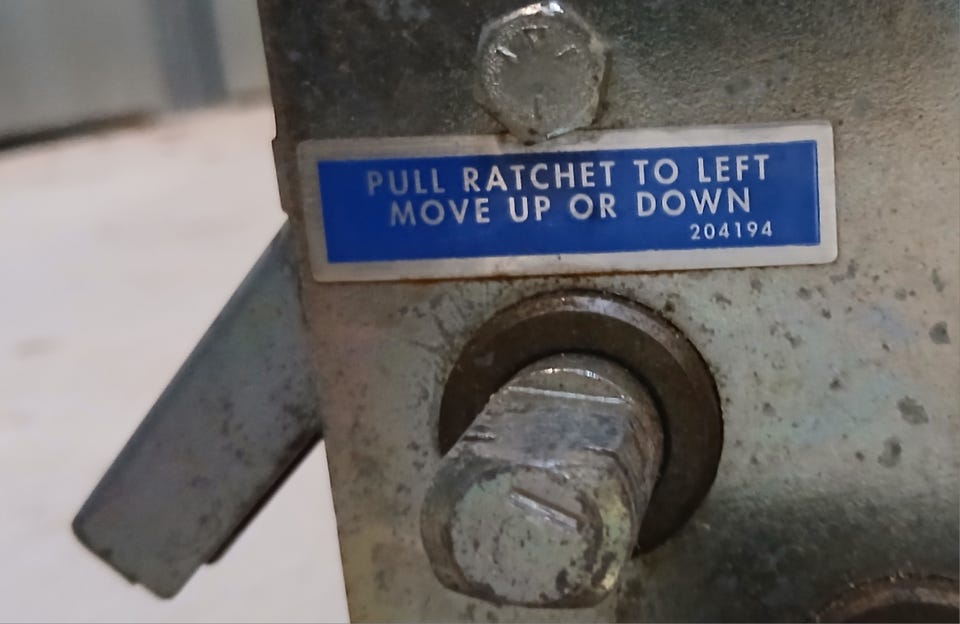 PULL RATCHET TO LEFT
MOVE UP OR DOWN
204194